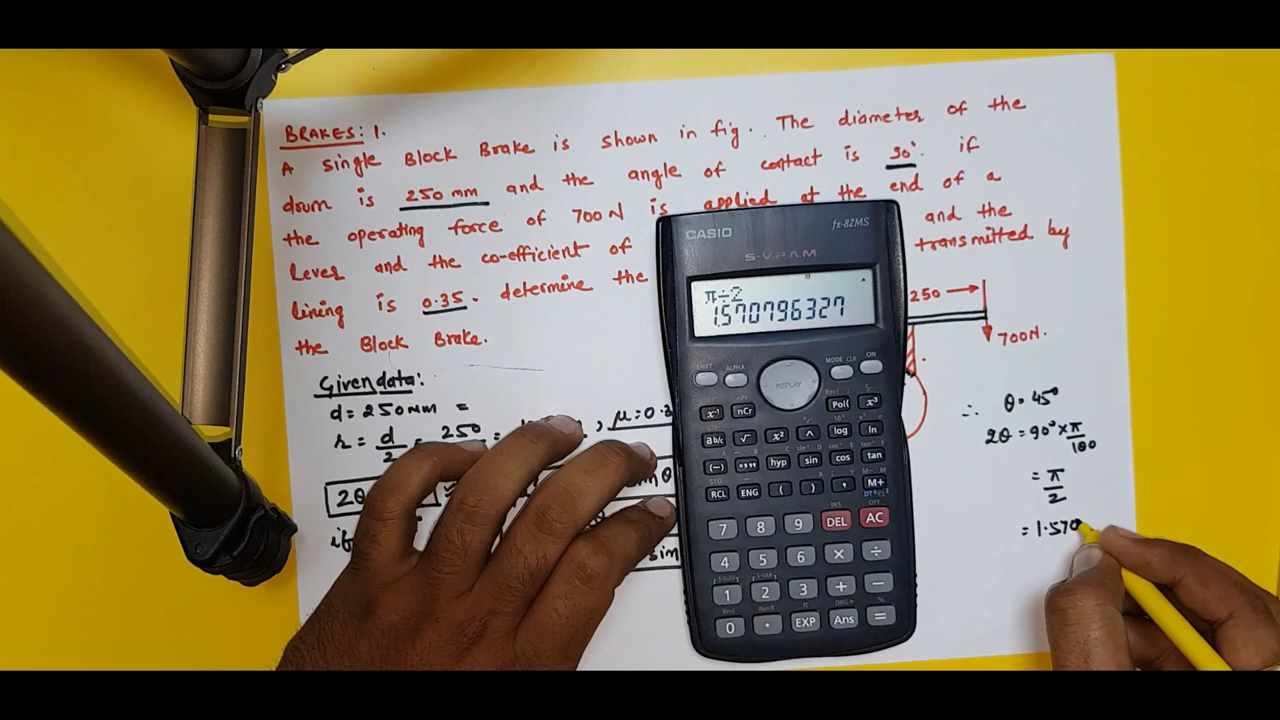 BRAKES: 1.
A single Block Brake is shown in fig. The diameter of the
drum is 250 mm and the angle of contact is 90°. if
the operating force of 700 N is applied at the end of a
lever and the co-efficient of and the
lining is 0.35. determine the transmitted by
the Block Brake.
250
700N.
Given data:
d = 250 mm =
r = d/2 = 250 , μ = 0.3
2θ
if sin
∴ θ = 45°
2θ = 90° × π/180
= π/2
= 1.570
CASIO
fx-82MS
S-V.P.A.M.
π÷2
1.570796327
SHIFT ALPHA REPLAY MODE CLR ON
x⁻¹ nCr Pol( x³
ab/c √ x² ^ log ln
(−) °’” hyp sin cos tan
RCL ENG ( ) , M+
7 8 9 DEL AC
4 5 6 × ÷
1 2 3 + −
0 . EXP Ans =